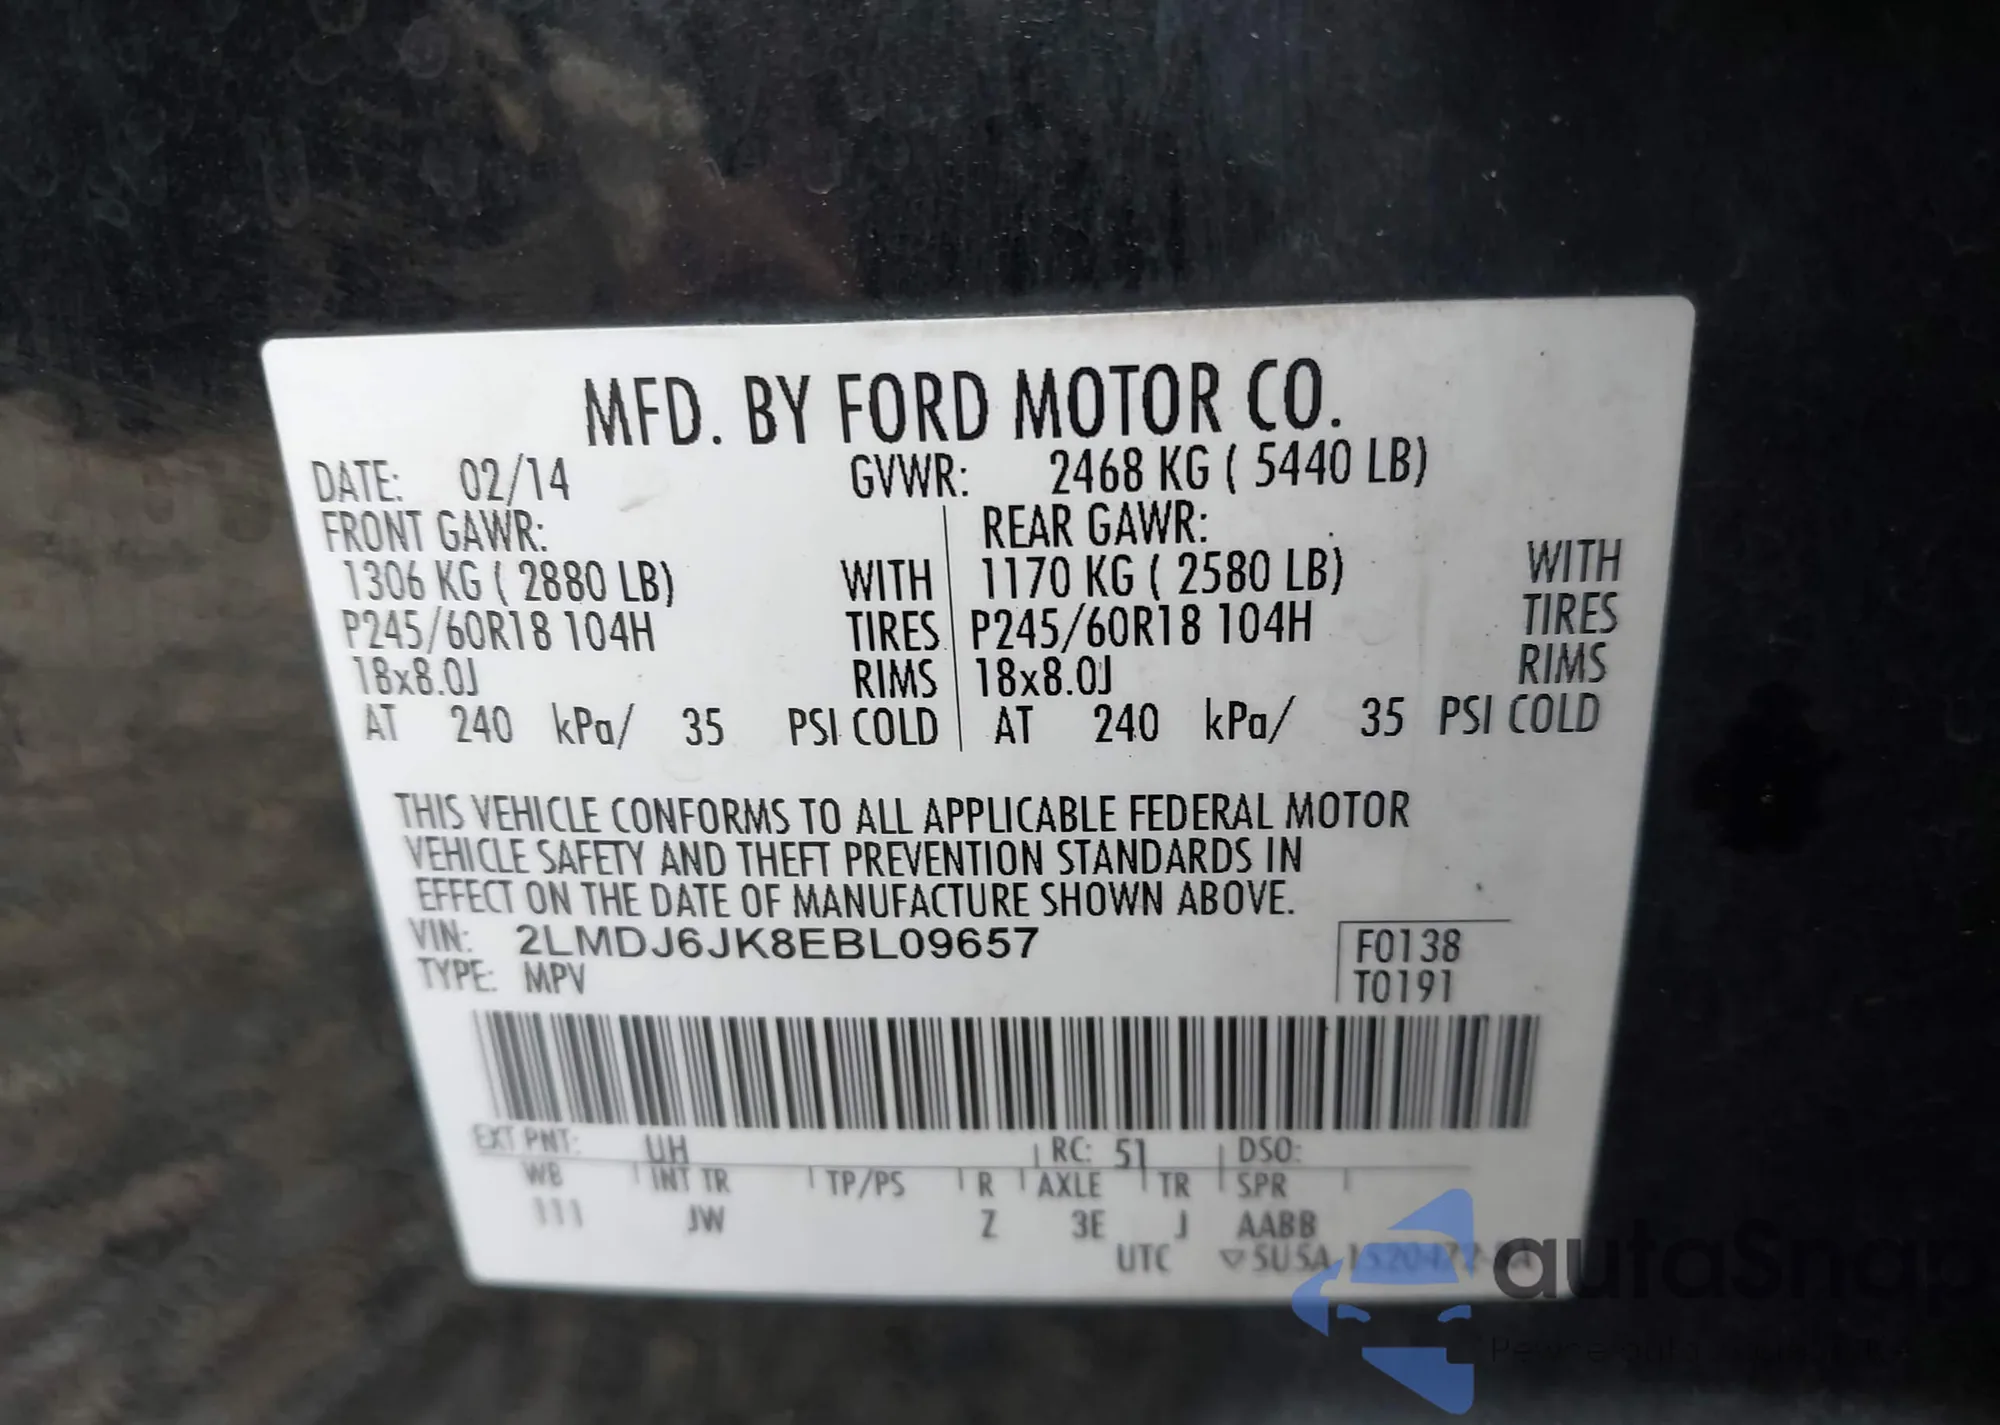 MFD. BY FORD MOTOR CO.
DATE: 02/14 GVWR: 2468 KG ( 5440 LB)
FRONT GAWR: REAR GAWR:
1306 KG ( 2880 LB) WITH 1170 KG ( 2580 LB) WITH
P245/60R18 104H TIRES P245/60R18 104H TIRES
18x8.0J RIMS 18x8.0J RIMS
AT 240 kPa/ 35 PSI COLD AT 240 kPa/ 35 PSI COLD
THIS VEHICLE CONFORMS TO ALL APPLICABLE FEDERAL MOTOR
VEHICLE SAFETY AND THEFT PREVENTION STANDARDS IN
EFFECT ON THE DATE OF MANUFACTURE SHOWN ABOVE.
VIN: 2LMDJ6JK8EBL09657 F0138
TYPE: MPV T0191
EXT PNT: UH RC: 51 DSO:
WB INT TR TP/PS R AXLE TR SPR
111 JW Z 3E J AABB
UTC ▽5U5A-1520472-
autaSnap